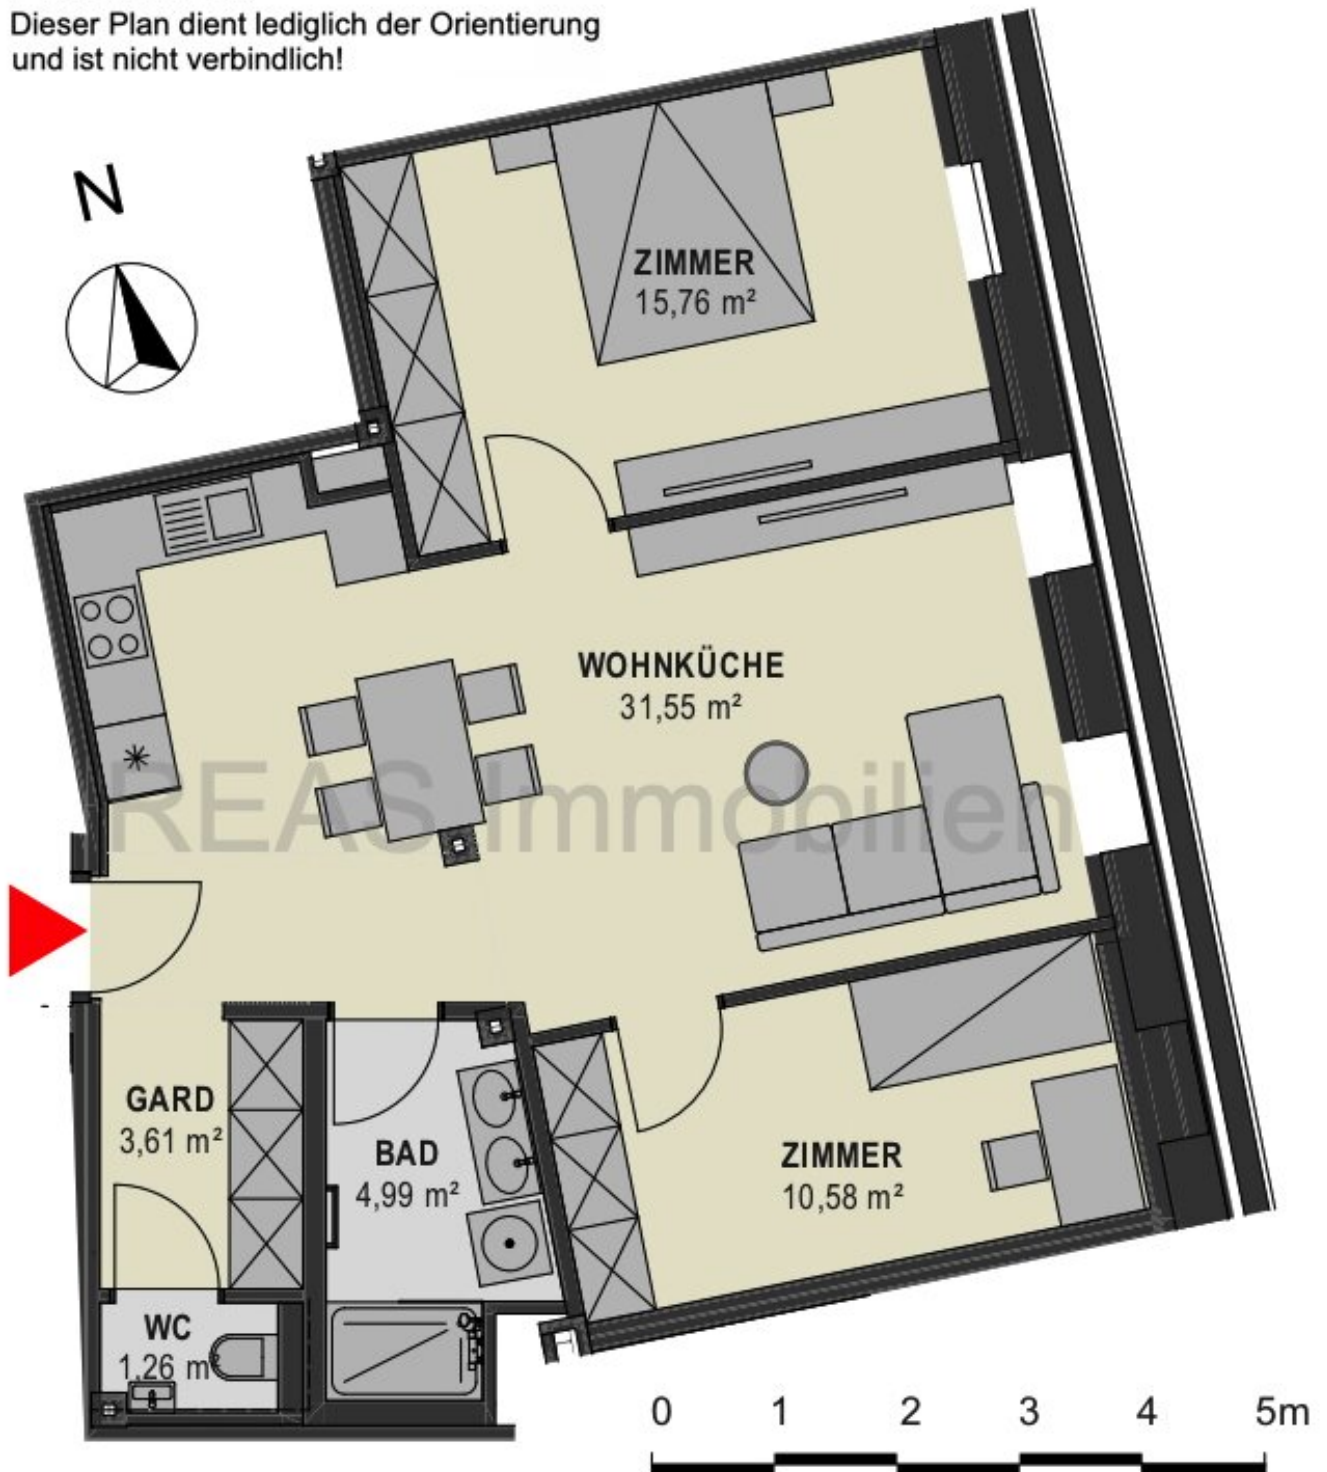 Dieser Plan dient lediglich der Orientierung
und ist nicht verbindlich!
N
ZIMMER
15,76 m²
WOHNKÜCHE
31,55 m²
REAS Immobilien
GARD
3,61 m²
BAD
4,99 m²
ZIMMER
10,58 m²
WC
1,26 m
0 1 2 3 4 5m